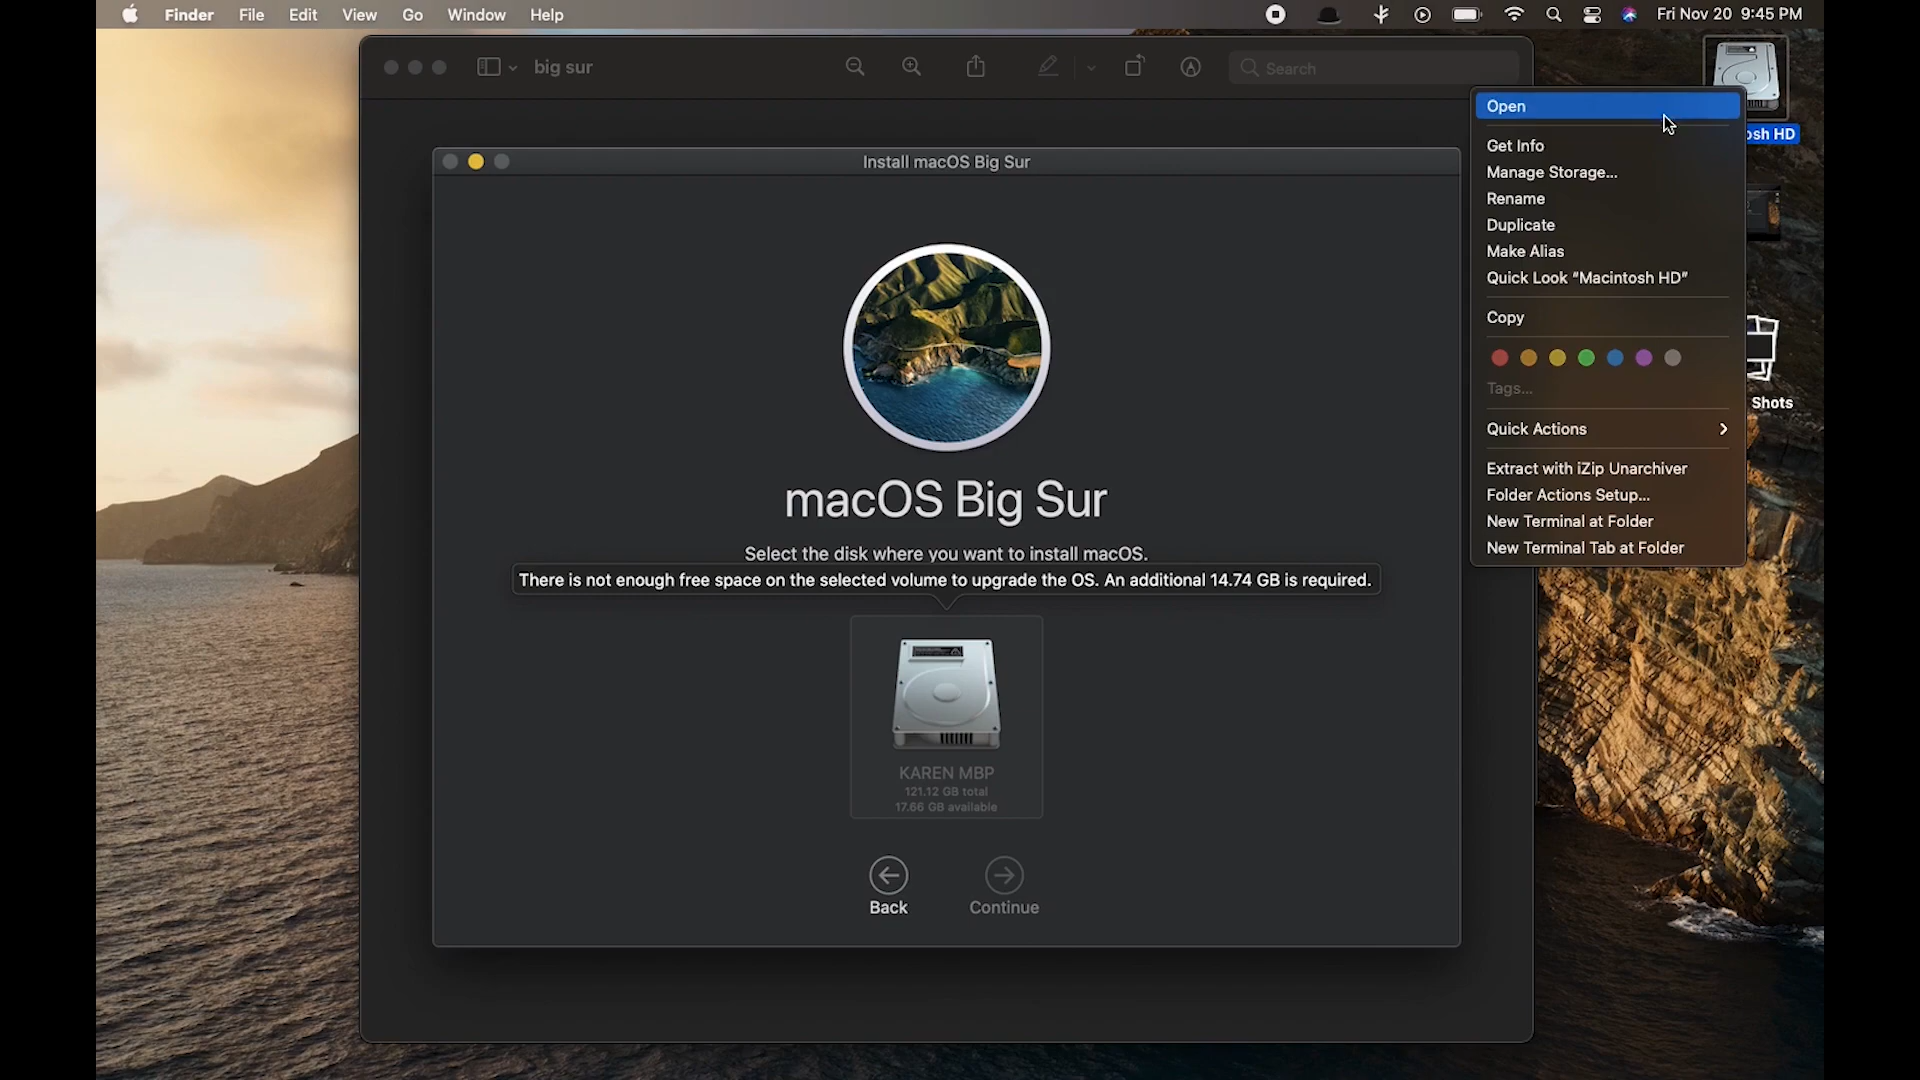 Finder File Edit View Go Window Help Fri Nov 20 9:45 PM
big sur Search
Install macOS Big Sur
macOS Big Sur
Select the disk where you want to install macOS.
There is not enough free space on the selected volume to upgrade the OS. An additional 14.74 GB is required.
KAREN MBP
121.12 GB total
17.66 GB available
Back Continue
osh HD
Open
Get Info
Manage Storage...
Rename
Duplicate
Make Alias
Quick Look "Macintosh HD"
Copy
Tags...
Quick Actions
Extract with iZip Unarchiver
Folder Actions Setup...
New Terminal at Folder
New Terminal Tab at Folder
Shots